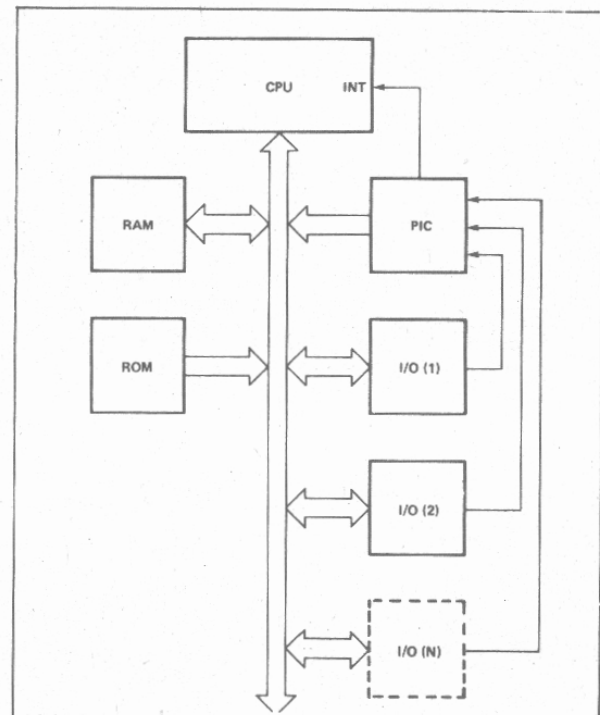 CPU INT
RAM
PIC
ROM
I/O (1)
I/O (2)
I/O (N)